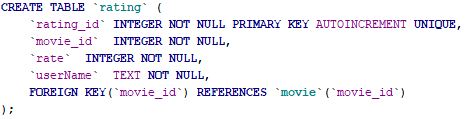 CREATE TABLE `rating` (
`rating_id` INTEGER NOT NULL PRIMARY KEY AUTOINCREMENT UNIQUE,
`movie_id` INTEGER NOT NULL,
`rate` INTEGER NOT NULL,
`userName` TEXT NOT NULL,
FOREIGN KEY(`movie_id`) REFERENCES `movie`(`movie_id`)
);